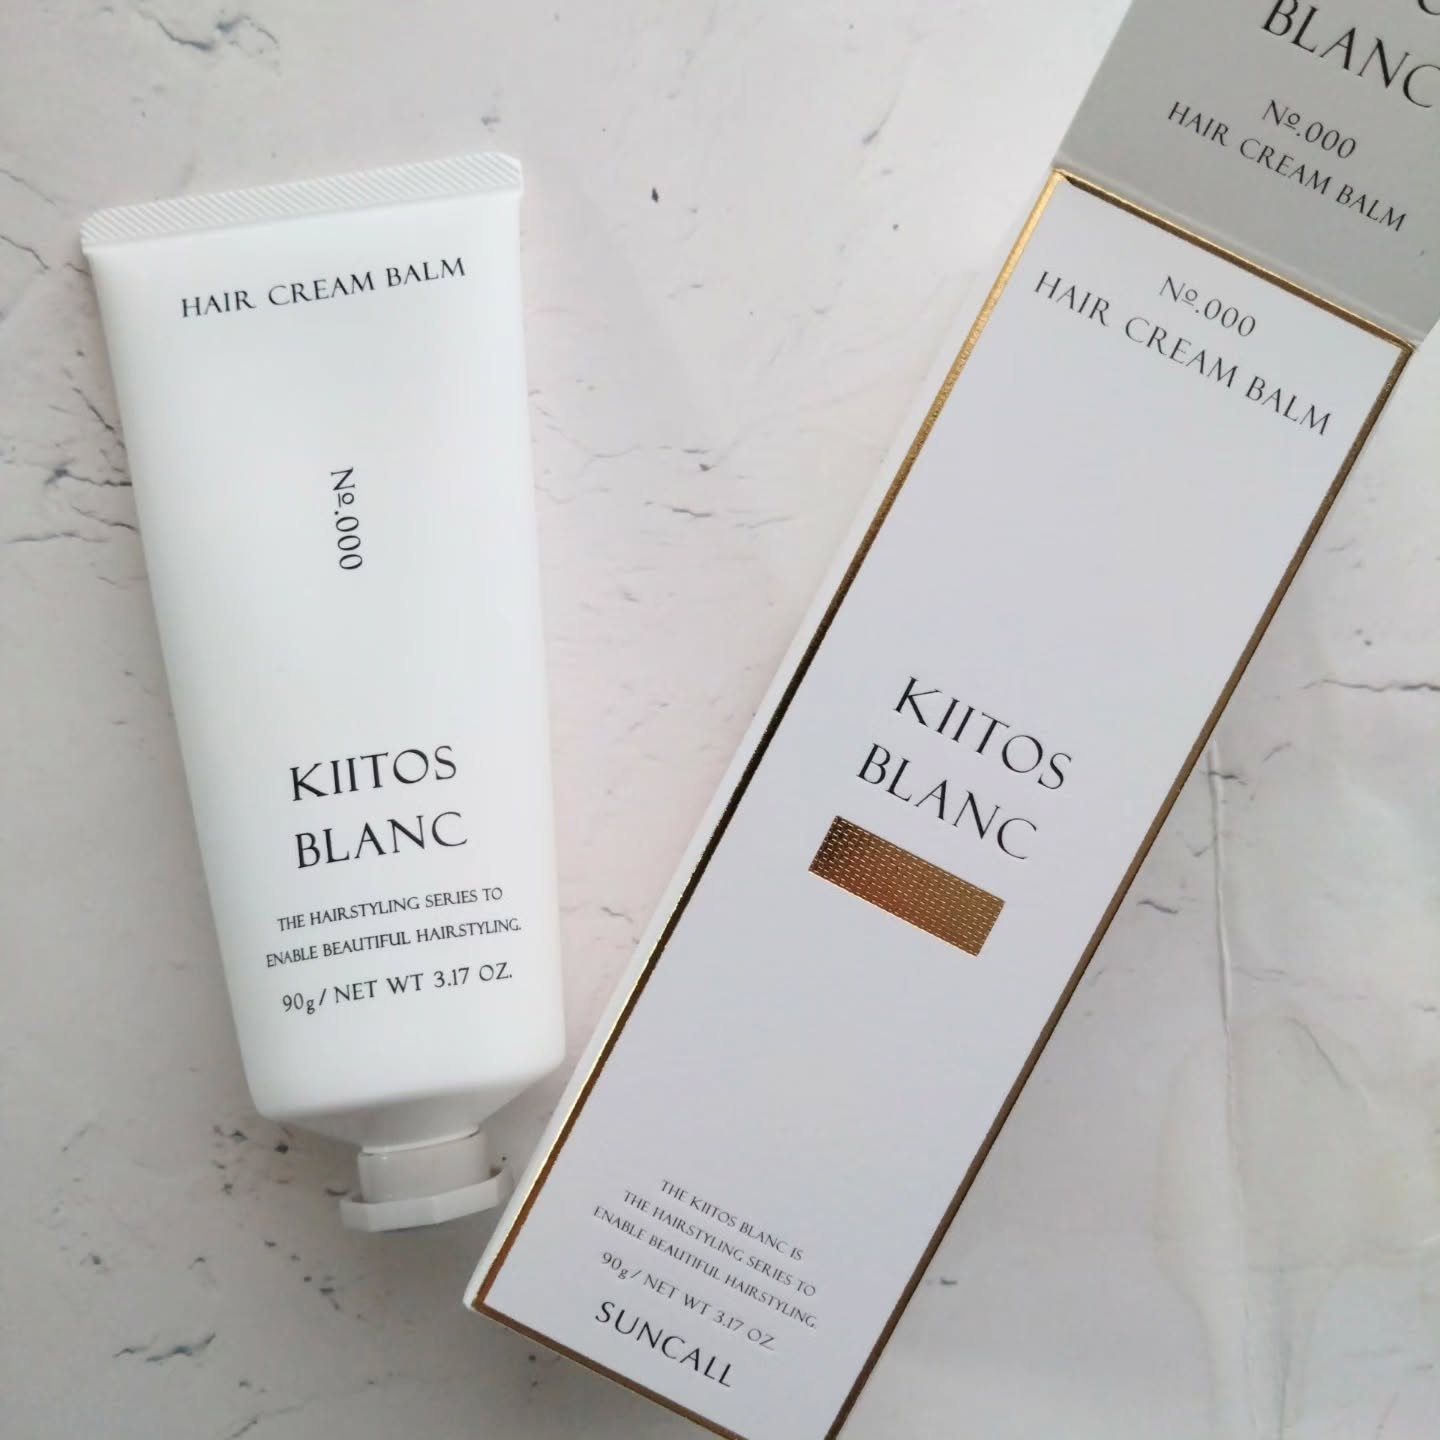 HAIR CREAM BALM
Nº.000
KIITOS
BLANC
THE HAIRSTYLING SERIES TO
ENABLE BEAUTIFUL HAIRSTYLING.
90g / NET WT 3.17 OZ.
BLANC
Nº.000
HAIR CREAM BALM
Nº.000
HAIR CREAM BALM
KIITOS
BLANC
THE KIITOS BLANC IS
THE HAIRSTYLING SERIES TO
ENABLE BEAUTIFUL HAIRSTYLING.
90g / NET WT 3.17 OZ.
SUNCALL